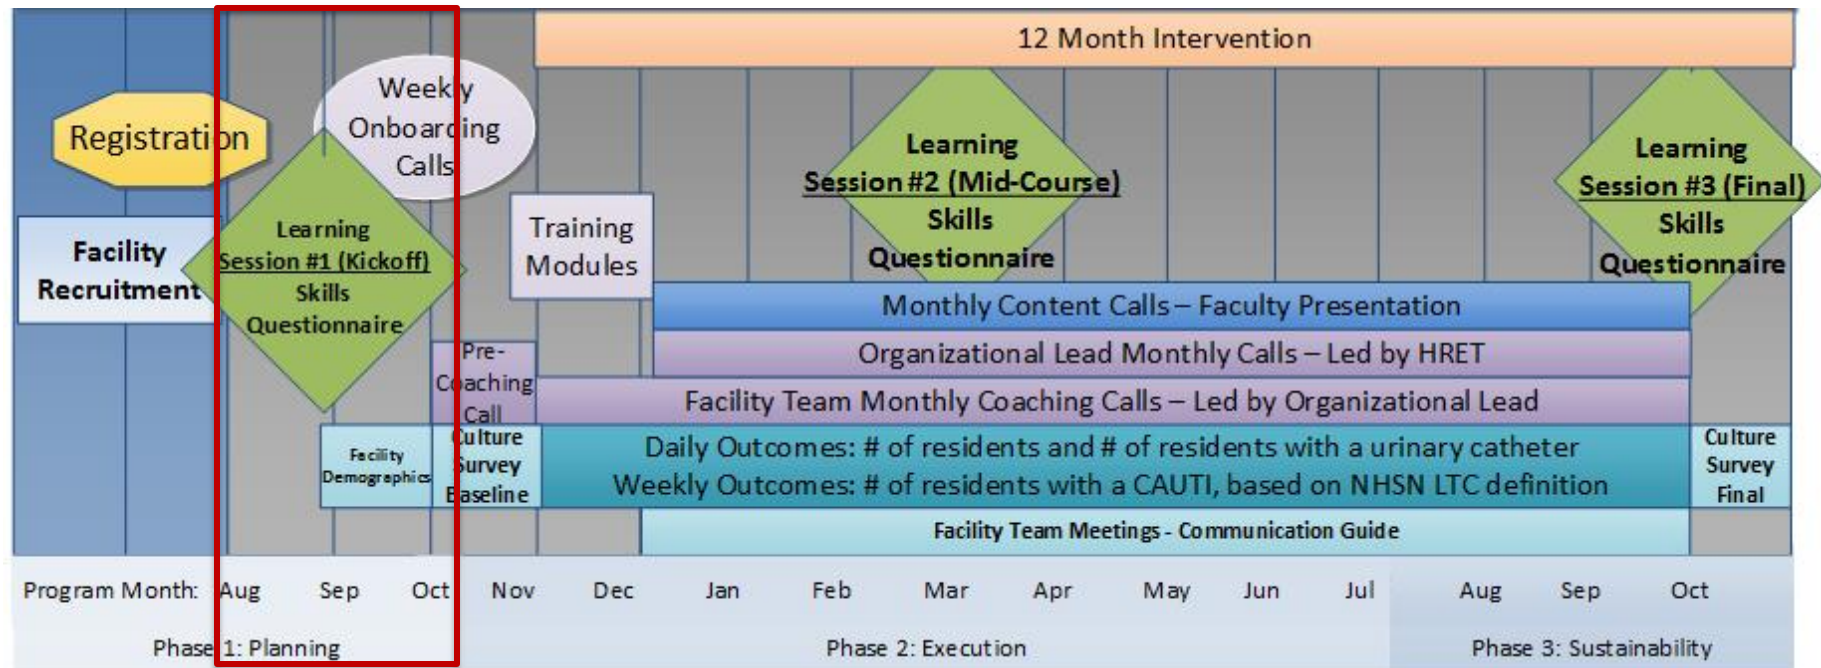 12 Month Intervention
Registration
Weekly
Onboarding
Calls
Learning
Session #2 (Mid-Course)
Skills
Questionnaire
Learning
Session #3 (Final)
Skills
Questionnaire
Facility
Recruitment
Learning
Session #1 (Kickoff)
Skills
Questionnaire
Training
Modules
Monthly Content Calls – Faculty Presentation
Organizational Lead Monthly Calls – Led by HRET
Pre-
Coaching
Call
Facility Team Monthly Coaching Calls – Led by Organizational Lead
Facility
Demographics
Culture
Survey
Baseline
Daily Outcomes: # of residents and # of residents with a urinary catheter
Weekly Outcomes: # of residents with a CAUTI, based on NHSN LTC definition
Culture
Survey
Final
Facility Team Meetings - Communication Guide
Program Month: Aug Sep Oct Nov Dec Jan Feb Mar Apr May Jun Jul Aug Sep Oct
Phase 1: Planning Phase 2: Execution Phase 3: Sustainability